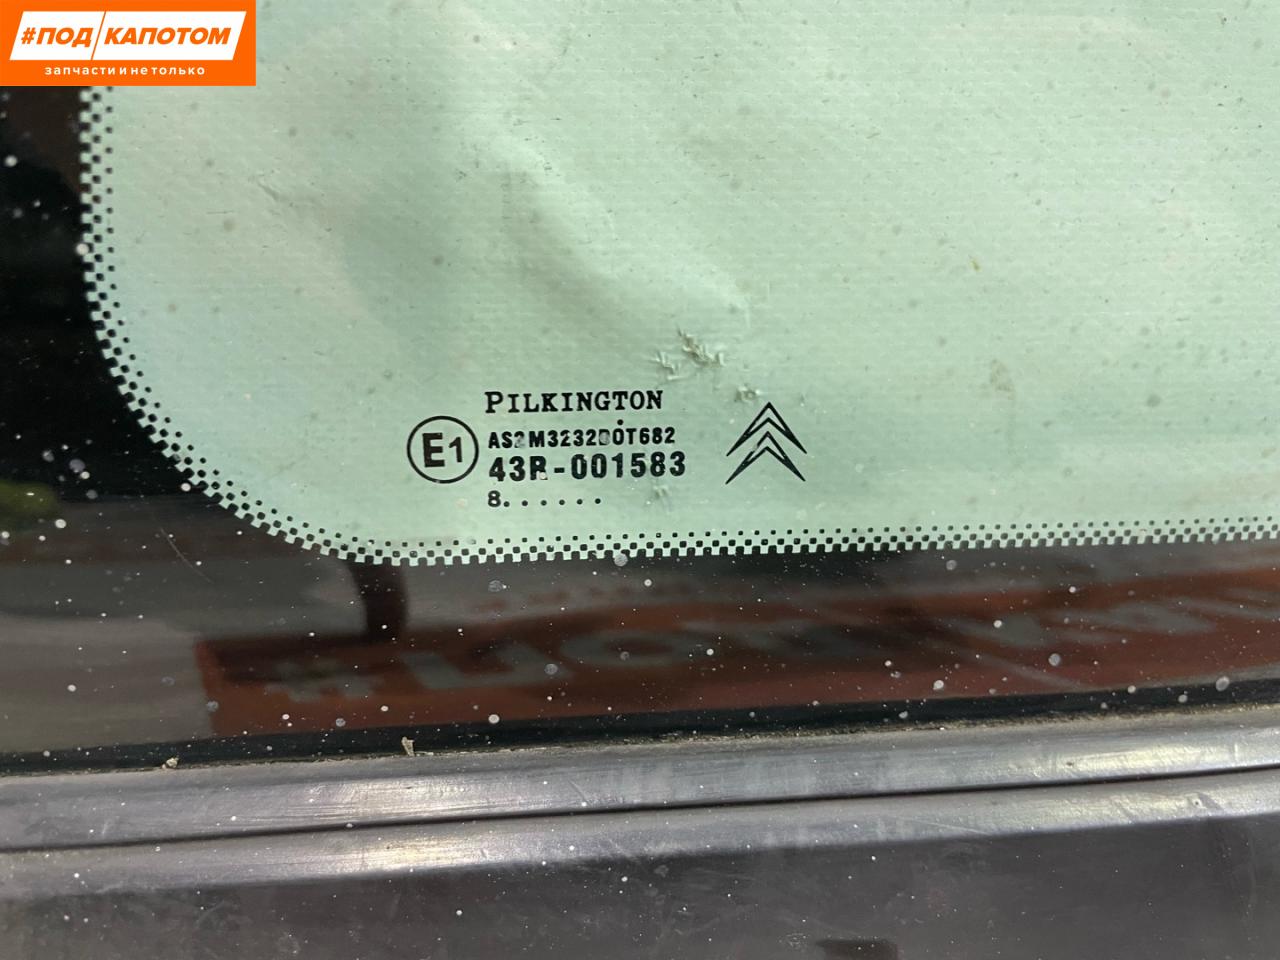 #ПОД КАПОТОМ
запчасти и не только
PILKINGTON
E1
AS2M3232DOT682
43R-001583
8......